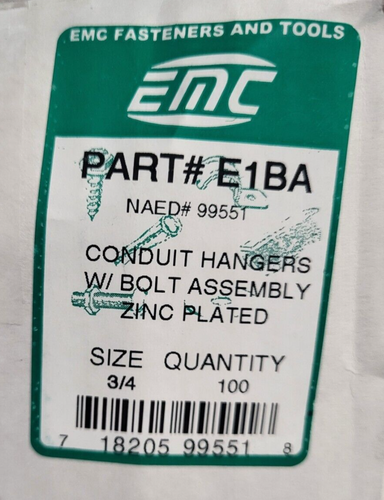 EMC FASTENERS AND TOOLS
EMC
PART# E1BA
NAED# 99551
CONDUIT HANGERS
W/ BOLT ASSEMBLY
ZINC PLATED
SIZE QUANTITY
3/4 100
7 18205 99551 8